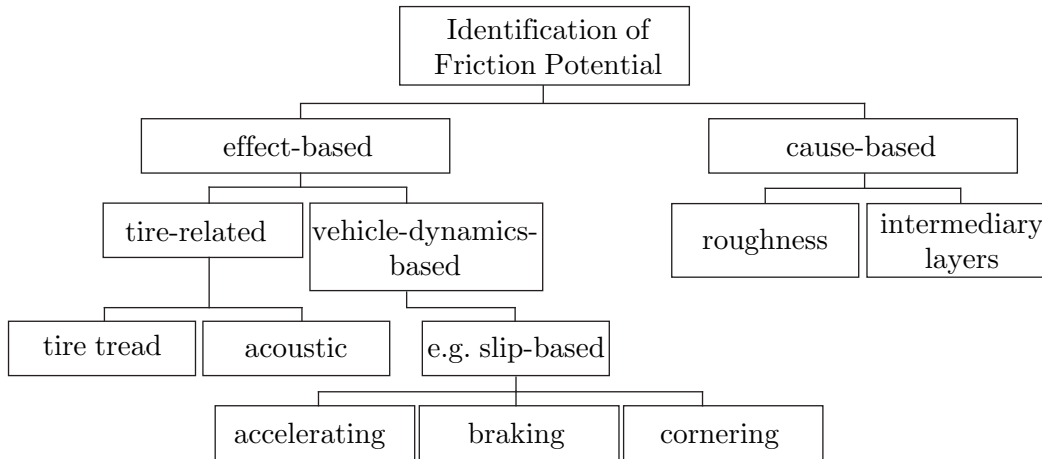 Identification of
Friction Potential
effect-based
cause-based
tire-related
vehicle-dynamics-
based
roughness
intermediary
layers
tire tread
acoustic
e.g. slip-based
accelerating
braking
cornering